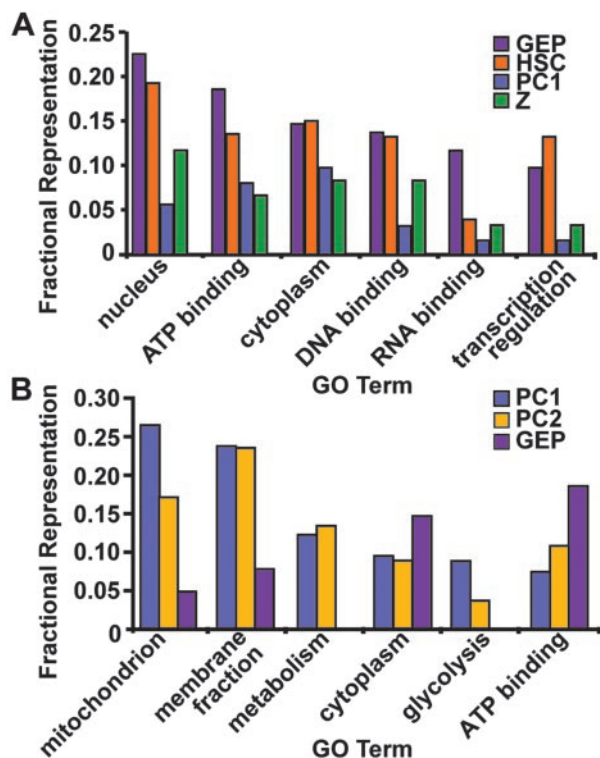 A
Fractional Representation
0.25
0.20
0.15
0.10
0.05
0
GEP
HSC
PC1
Z
nucleus
ATP binding
cytoplasm
DNA binding
RNA binding
transcription
regulation
GO Term
B
Fractional Representation
0.30
0.25
0.20
0.15
0.10
0.05
0
PC1
PC2
GEP
mitochondrion
membrane
fraction
metabolism
cytoplasm
glycolysis
ATP binding
GO Term